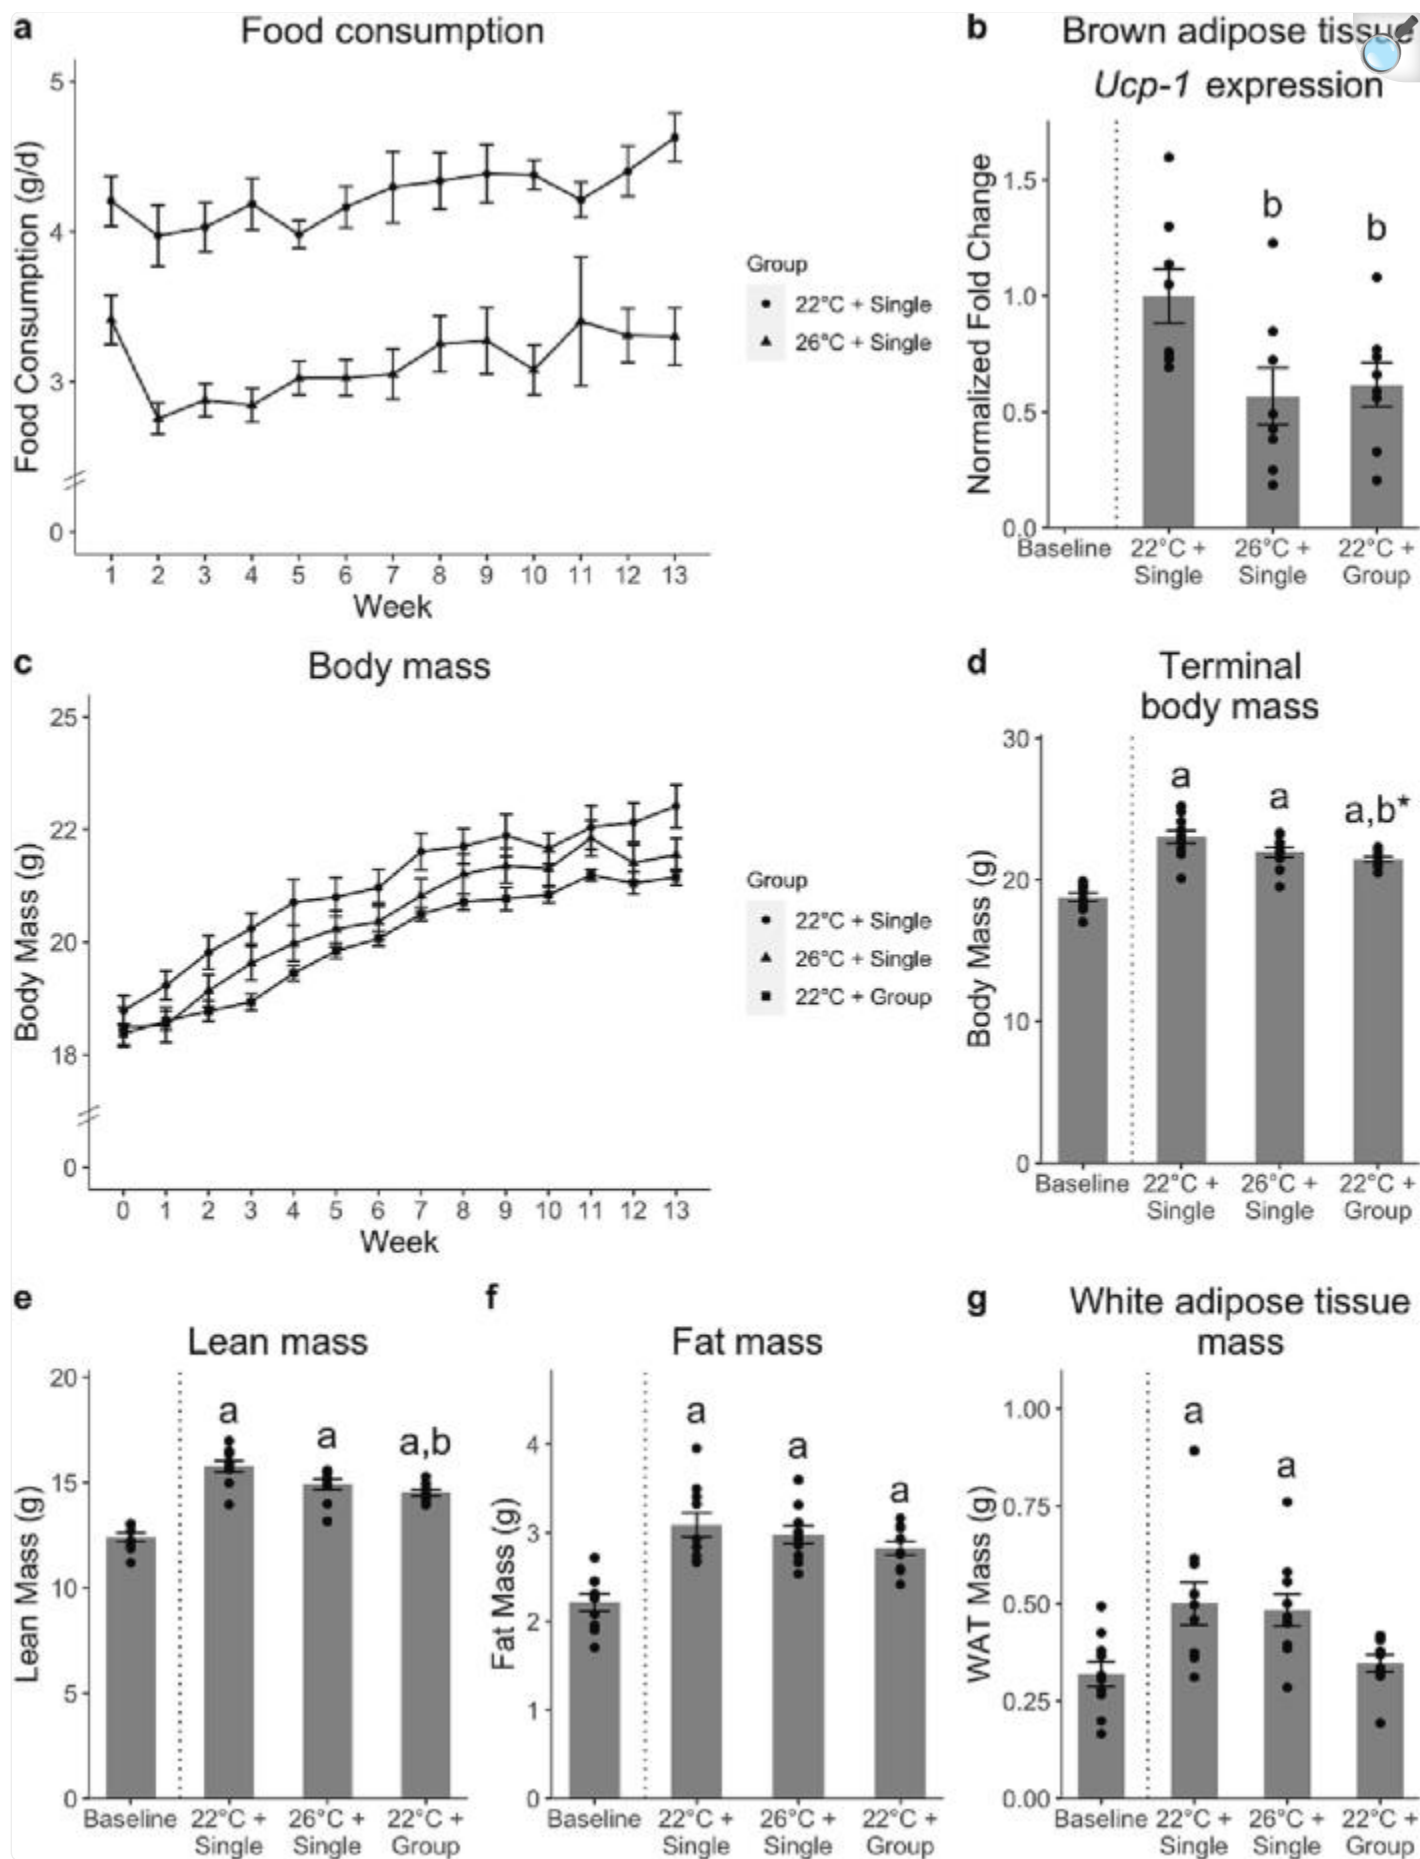 a
Food consumption
Food Consumption (g/d)
5
4
3
0
1 2 3 4 5 6 7 8 9 10 11 12 13
Week
Group
22°C + Single
26°C + Single
b
Brown adipose tissue
Ucp-1 expression
Normalized Fold Change
1.5
1.0
0.5
0.0
b
b
Baseline 22°C + 26°C + 22°C +
Single Single Group
c
Body mass
Body Mass (g)
25
22
20
18
0
0 1 2 3 4 5 6 7 8 9 10 11 12 13
Week
Group
22°C + Single
26°C + Single
22°C + Group
d
Terminal
body mass
Body Mass (g)
30
20
10
0
a
a
a,b*
Baseline 22°C + 26°C + 22°C +
Single Single Group
e
Lean mass
Lean Mass (g)
20
15
10
5
0
a
a
a,b
Baseline 22°C + 26°C + 22°C +
Single Single Group
f
Fat mass
Fat Mass (g)
4
3
2
1
0
a
a
a
Baseline 22°C + 26°C + 22°C +
Single Single Group
g
White adipose tissue
mass
WAT Mass (g)
1.00
0.75
0.50
0.25
0.00
a
a
Baseline 22°C + 26°C + 22°C +
Single Single Group